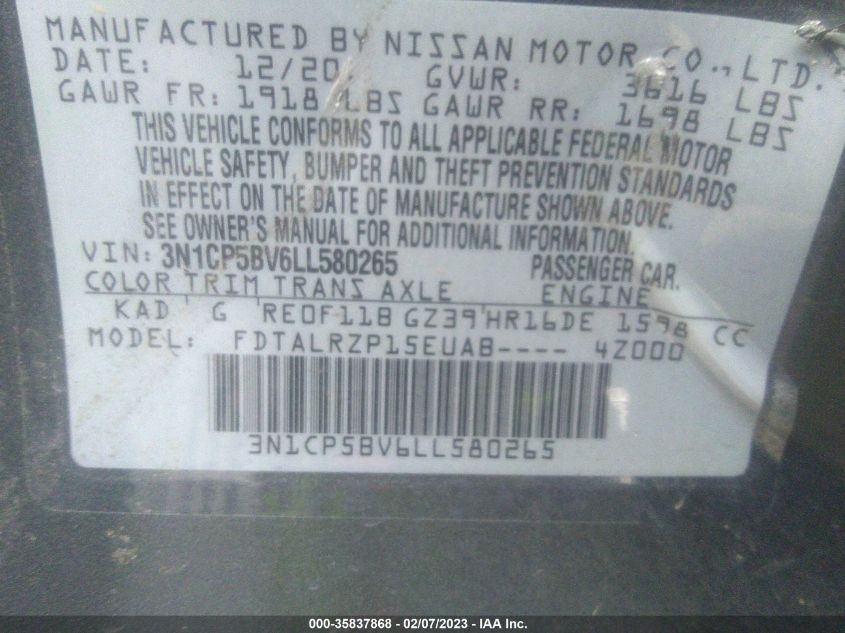 MANUFACTURED BY NISSAN MOTOR CO., LTD.
DATE: 12/20 GVWR: 3616 LBS
GAWR FR: 1918 LBS GAWR RR: 1698 LBS
THIS VEHICLE CONFORMS TO ALL APPLICABLE FEDERAL MOTOR
VEHICLE SAFETY, BUMPER AND THEFT PREVENTION STANDARDS
IN EFFECT ON THE DATE OF MANUFACTURE SHOWN ABOVE.
SEE OWNER'S MANUAL FOR ADDITIONAL INFORMATION.
VIN: 3N1CP5BV6LL580265 PASSENGER CAR.
COLOR TRIM TRANS AXLE ENGINE
KAD G RE0F11B GZ39 HR16DE 1598 CC
MODEL: FDTALRZP15EUAB---- 4Z000
3N1CP5BV6LL580265
000-35837868 - 02/07/2023 - IAA Inc.